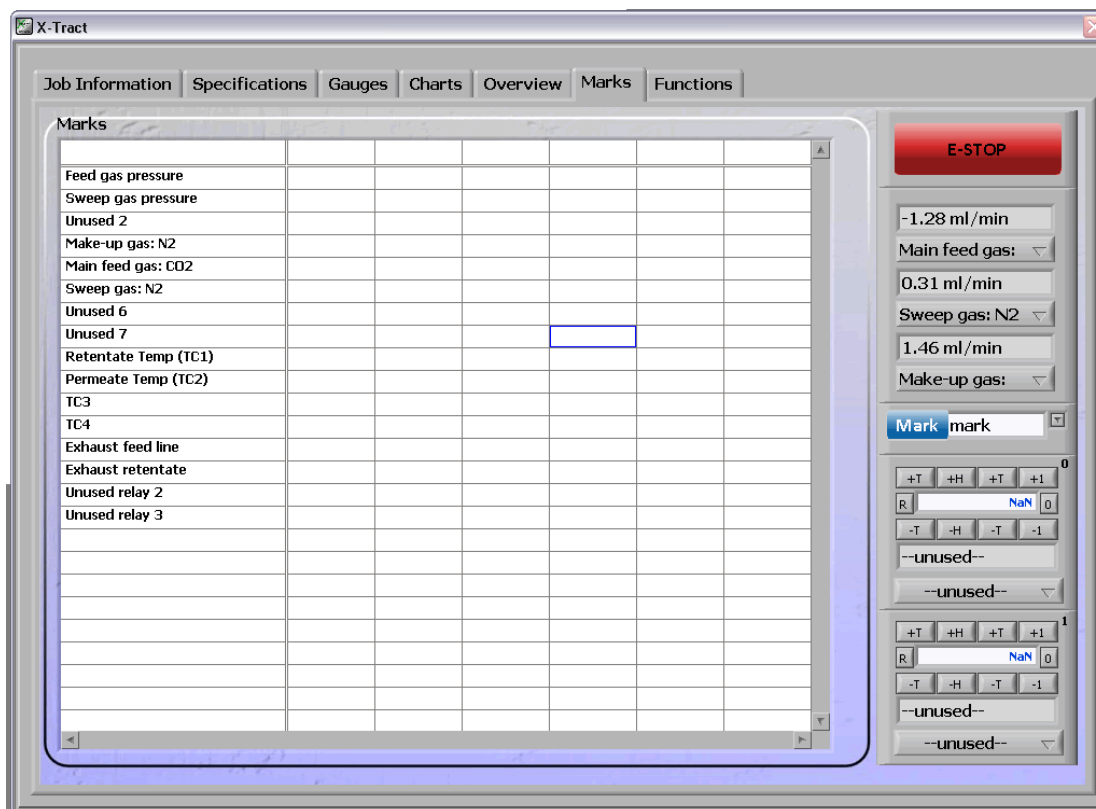 X-Tract
Job Information Specifications Gauges Charts Overview Marks Functions
Marks
Feed gas pressure
Sweep gas pressure
Unused 2
Make-up gas: N2
Main feed gas: CO2
Sweep gas: N2
Unused 6
Unused 7
Retentate Temp (TC1)
Permeate Temp (TC2)
TC3
TC4
Exhaust feed line
Exhaust retentate
Unused relay 2
Unused relay 3
E-STOP
-1.28 ml/min
Main feed gas:
0.31 ml/min
Sweep gas: N2
1.46 ml/min
Make-up gas:
Mark mark
0
+T +H +T +1
R NaN 0
-T -H -T -1
--unused--
--unused--
1
+T +H +T +1
R NaN 0
-T -H -T -1
--unused--
--unused--